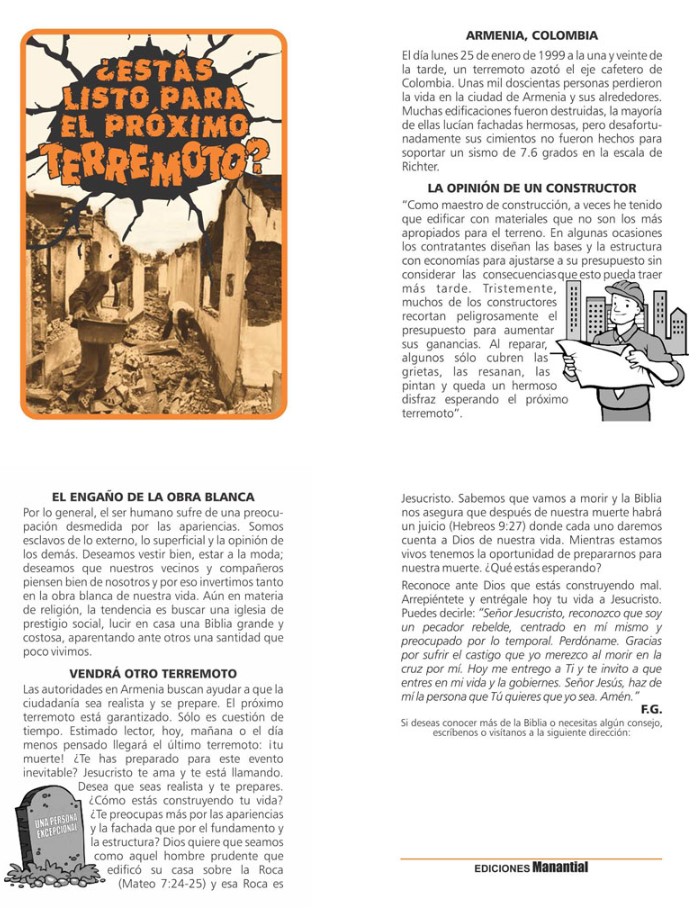 ¿ESTÁS
LISTO PARA
EL PRÓXIMO
TERREMOTO?
ARMENIA, COLOMBIA
El día lunes 25 de enero de 1999 a la una y veinte de
la tarde, un terremoto azotó el eje cafetero de
Colombia. Unas mil doscientas personas perdieron
la vida en la ciudad de Armenia y sus alrededores.
Muchas edificaciones fueron destruidas, la mayoría
de ellas lucían fachadas hermosas, pero desafortu-
nadamente sus cimientos no fueron hechos para
soportar un sismo de 7.6 grados en la escala de
Richter.
LA OPINIÓN DE UN CONSTRUCTOR
“Como maestro de construcción, a veces he tenido
que edificar con materiales que no son los más
apropiados para el terreno. En algunas ocasiones
los contratantes diseñan las bases y la estructura
con economías para ajustarse a su presupuesto sin
considerar las consecuencias que esto pueda traer
más tarde. Tristemente,
muchos de los constructores
recortan peligrosamente el
presupuesto para aumentar
sus ganancias. Al reparar,
algunos sólo cubren las
grietas, las resanan, las
pintan y queda un hermoso
disfraz esperando el próximo
terremoto”.
EL ENGAÑO DE LA OBRA BLANCA
Por lo general, el ser humano sufre de una preocu-
pación desmedida por las apariencias. Somos
esclavos de lo externo, lo superficial y la opinión de
los demás. Deseamos vestir bien, estar a la moda;
deseamos que nuestros vecinos y compañeros
piensen bien de nosotros y por eso invertimos tanto
en la obra blanca de nuestra vida. Aún en materia
de religión, la tendencia es buscar una iglesia de
prestigio social, lucir en casa una Biblia grande y
costosa, aparentando ante otros una santidad que
poco vivimos.
VENDRÁ OTRO TERREMOTO
Las autoridades en Armenia buscan ayudar a que la
ciudadanía sea realista y se prepare. El próximo
terremoto está garantizado. Sólo es cuestión de
tiempo. Estimado lector, hoy, mañana o el día
menos pensado llegará el último terremoto: ¡tu
muerte! ¿Te has preparado para este evento
inevitable? Jesucristo te ama y te está llamando.
Desea que seas realista y te prepares.
¿Cómo estás construyendo tu vida?
¿Te preocupas más por las apariencias
y la fachada que por el fundamento y
la estructura? Dios quiere que seamos
como aquel hombre prudente que
edificó su casa sobre la Roca
(Mateo 7:24-25) y esa Roca es
UNA PERSONA
EXCEPCIONAL
Jesucristo. Sabemos que vamos a morir y la Biblia
nos asegura que después de nuestra muerte habrá
un juicio (Hebreos 9:27) donde cada uno daremos
cuenta a Dios de nuestra vida. Mientras estamos
vivos tenemos la oportunidad de prepararnos para
nuestra muerte. ¿Qué estás esperando?
Reconoce ante Dios que estás construyendo mal.
Arrepiéntete y entrégale hoy tu vida a Jesucristo.
Puedes decirle: “Señor Jesucristo, reconozco que soy
un pecador rebelde, centrado en mí mismo y
preocupado por lo temporal. Perdóname. Gracias
por sufrir el castigo que yo merezco al morir en la
cruz por mí. Hoy me entrego a Ti y te invito a que
entres en mi vida y la gobiernes. Señor Jesús, haz de
mí la persona que Tú quieres que yo sea. Amén.”
F.G.
Si deseas conocer más de la Biblia o necesitas algún consejo,
escríbenos o visítanos a la siguiente dirección:
EDICIONES Manantial